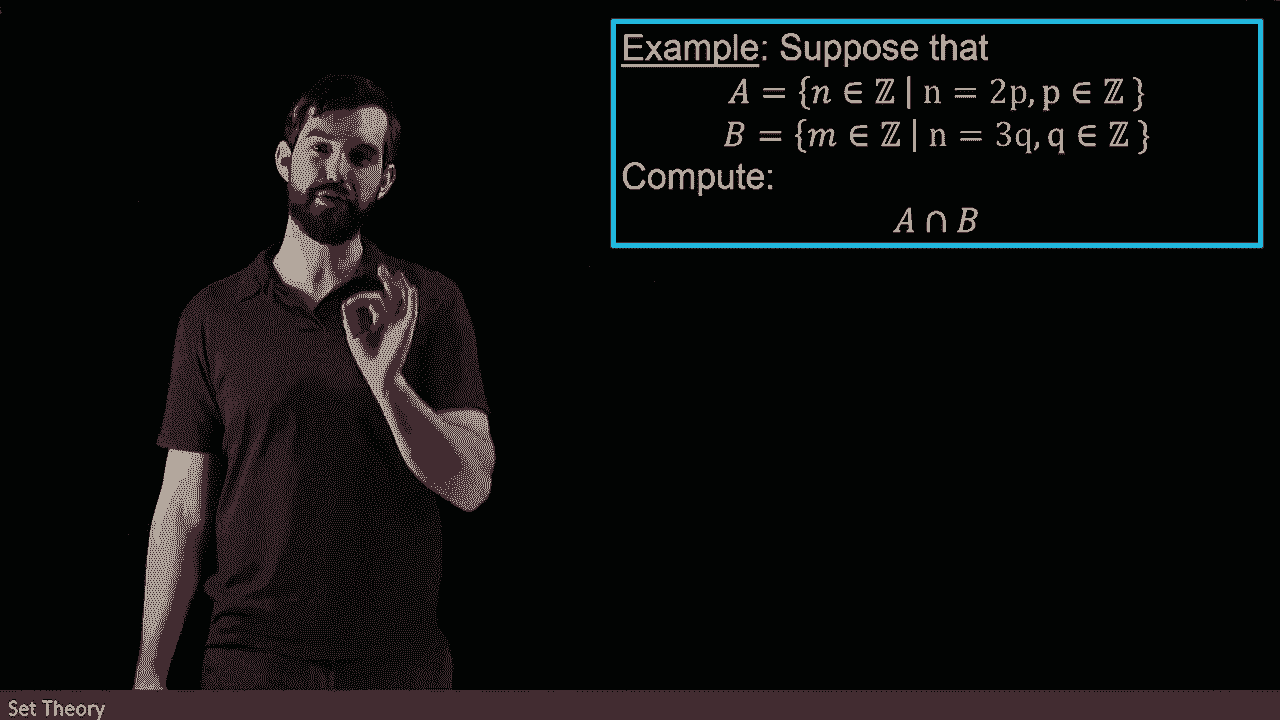 Example: Suppose that
A = {n ∈ ℤ | n = 2p, p ∈ ℤ }
B = {m ∈ ℤ | n = 3q, q ∈ ℤ }
Compute:
A ∩ B
Set Theory